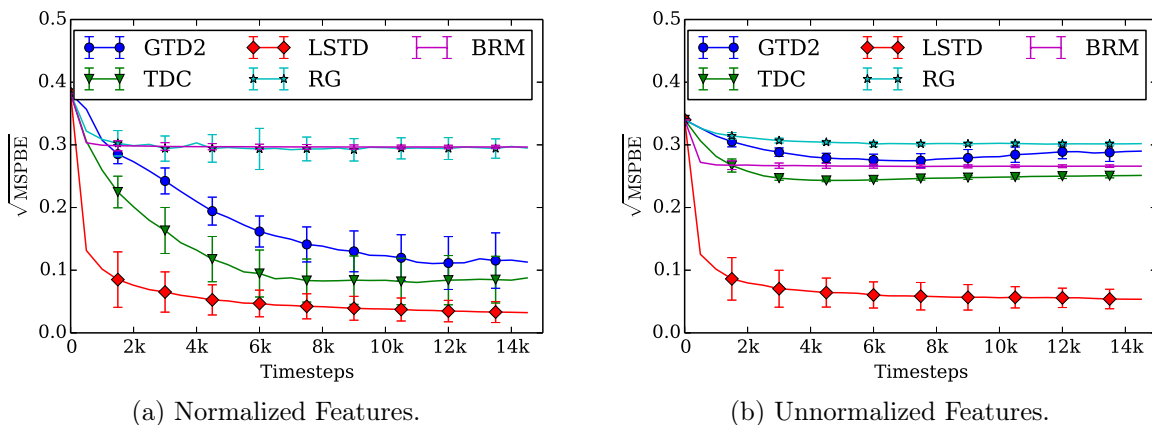 0.5
0.4
0.3
0.2
0.1
0.0
√MSPBE
GTD2 LSTD BRM
TDC RG
0 2k 4k 6k 8k 10k 12k 14k
Timesteps
(a) Normalized Features.
0.5
0.4
0.3
0.2
0.1
0.0
√MSPBE
GTD2 LSTD BRM
TDC RG
0 2k 4k 6k 8k 10k 12k 14k
Timesteps
(b) Unnormalized Features.